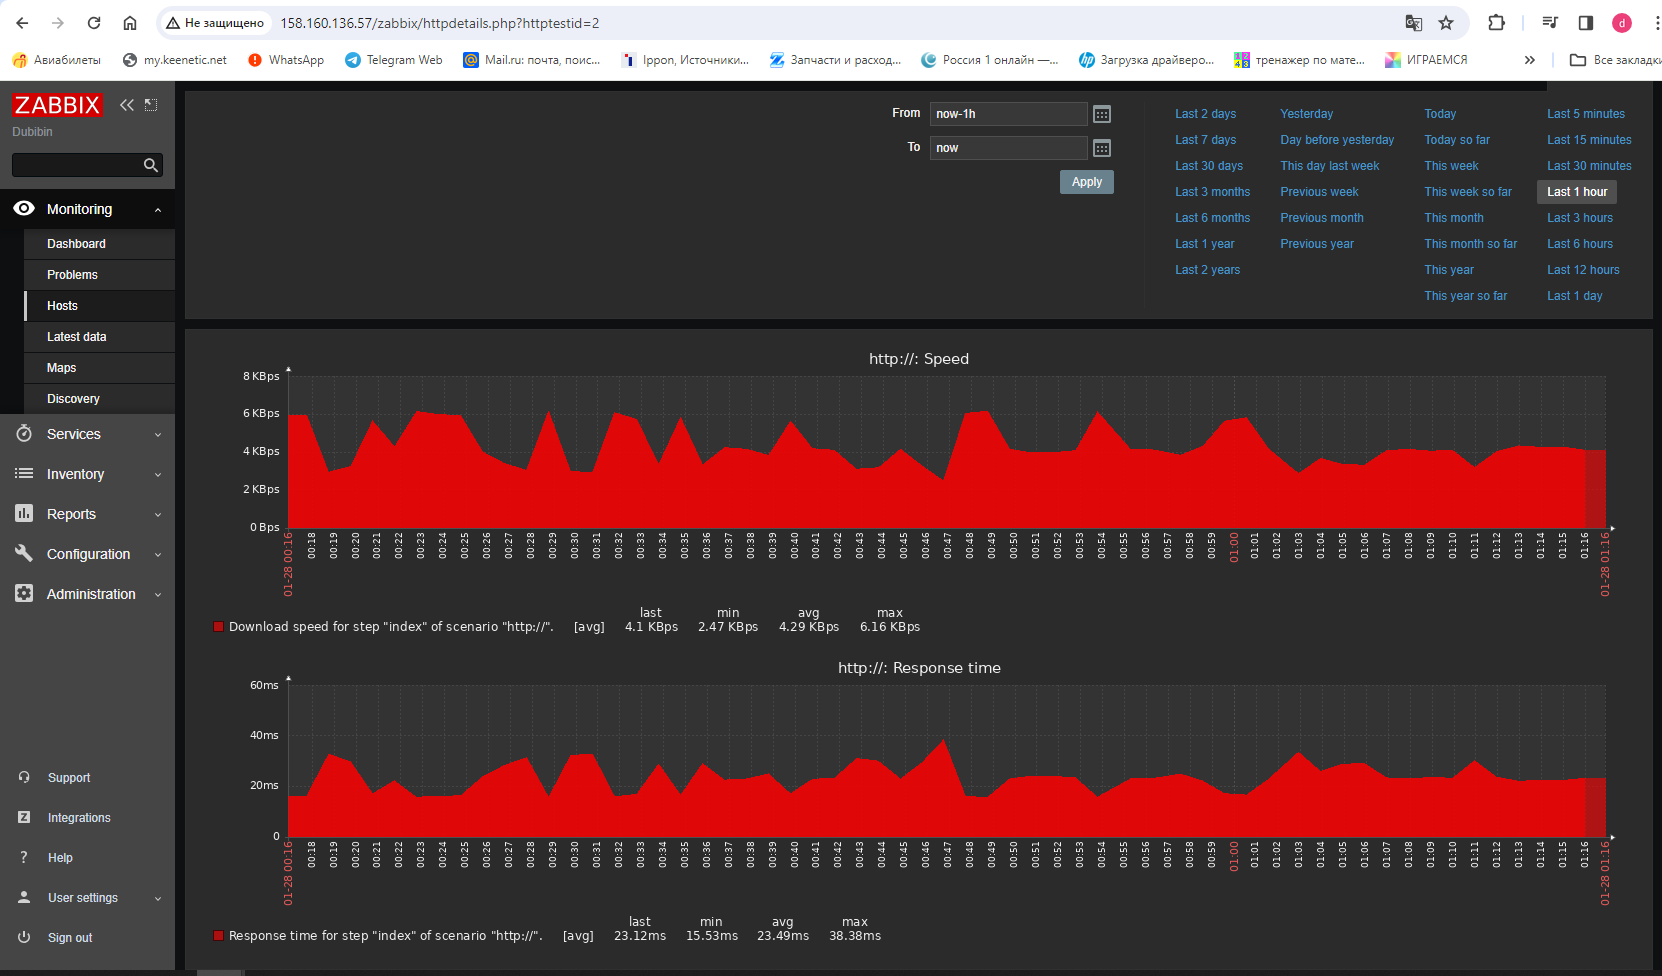 Не защищено
158.160.136.57/zabbix/httpdetails.php?httptestid=2
d
Авиабилеты
my.keenetic.net
WhatsApp
Telegram Web
Mail.ru: почта, поис...
Ippon, Источники...
Запчасти и расход...
Россия 1 онлайн —...
Загрузка драйверо...
тренажер по мате...
ИГРАЕМСЯ
»
Все закладки
ZABBIX
Dubibin
Monitoring
Dashboard
Problems
Hosts
Latest data
Maps
Discovery
Services
Inventory
Reports
Configuration
Administration
Support
Z Integrations
? Help
User settings
Sign out
From now-1h
To now
Apply
Last 2 days Yesterday Today Last 5 minutes
Last 7 days Day before yesterday Today so far Last 15 minutes
Last 30 days This day last week This week Last 30 minutes
Last 3 months Previous week This week so far Last 1 hour
Last 6 months Previous month This month Last 3 hours
Last 1 year Previous year This month so far Last 6 hours
Last 2 years This year Last 12 hours
This year so far Last 1 day
http://: Speed
8 KBps
6 KBps
4 KBps
2 KBps
0 Bps
01-28 00:16 00:18 00:19 00:20 00:21 00:22 00:23 00:24 00:25 00:26 00:27 00:28 00:29 00:30 00:31 00:32 00:33 00:34 00:35 00:36 00:37 00:38 00:39 00:40 00:41 00:42 00:43 00:44 00:45 00:46 00:47 00:48 00:49 00:50 00:51 00:52 00:53 00:54 00:55 00:56 00:57 00:58 00:59 01:00 01:01 01:02 01:03 01:04 01:05 01:06 01:07 01:08 01:09 01:10 01:11 01:12 01:13 01:14 01:15 01:16 01-28 01:16
last min avg max
Download speed for step "index" of scenario "http://". [avg] 4.1 KBps 2.47 KBps 4.29 KBps 6.16 KBps
http://: Response time
60ms
40ms
20ms
0
01-28 00:16 00:18 00:19 00:20 00:21 00:22 00:23 00:24 00:25 00:26 00:27 00:28 00:29 00:30 00:31 00:32 00:33 00:34 00:35 00:36 00:37 00:38 00:39 00:40 00:41 00:42 00:43 00:44 00:45 00:46 00:47 00:48 00:49 00:50 00:51 00:52 00:53 00:54 00:55 00:56 00:57 00:58 00:59 01:00 01:01 01:02 01:03 01:04 01:05 01:06 01:07 01:08 01:09 01:10 01:11 01:12 01:13 01:14 01:15 01:16 01-28 01:16
last min avg max
Response time for step "index" of scenario "http://". [avg] 23.12ms 15.53ms 23.49ms 38.38ms